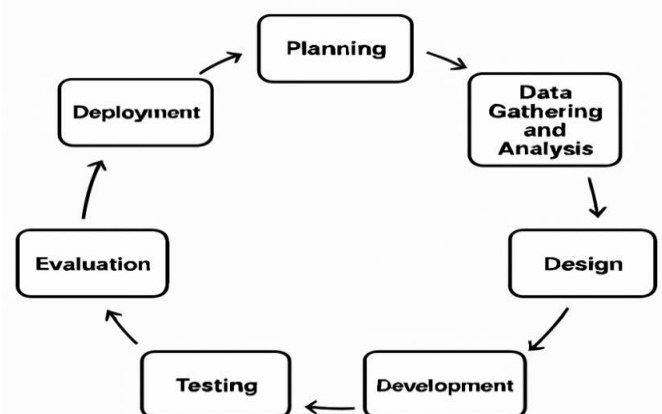 Planning
Data
Gathering
and
Analysis
Design
Development
Testing
Evaluation
Deployment